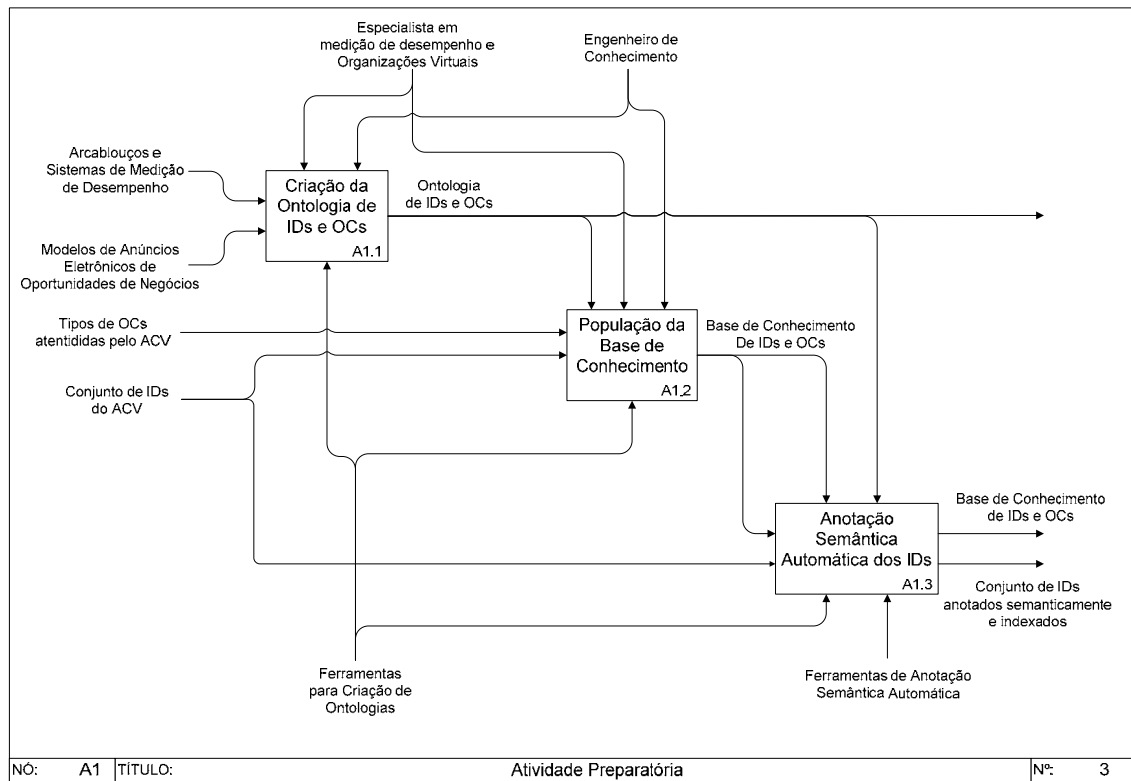 Especialista em
medição de desempenho e
Organizações Virtuais
Engenheiro de
Conhecimento
Arcablouços e
Sistemas de Medição
de Desempenho
Criação da
Ontologia de
IDs e OCs
A1.1
Ontologia
de IDs e OCs
Modelos de Anúncios
Eletrônicos de
Oportunidades de Negócios
Tipos de OCs
atentididas pelo ACV
População da
Base de
Conhecimento
A1.2
Base de Conhecimento
De IDs e OCs
Conjunto de IDs
do ACV
Anotação
Semântica
Automática dos IDs
A1.3
Base de Conhecimento
de IDs e OCs
Conjunto de IDs
anotados semanticamente
e indexados
Ferramentas
para Criação de
Ontologias
Ferramentas de Anotação
Semântica Automática
NÓ: A1 TÍTULO: Atividade Preparatória Nº: 3